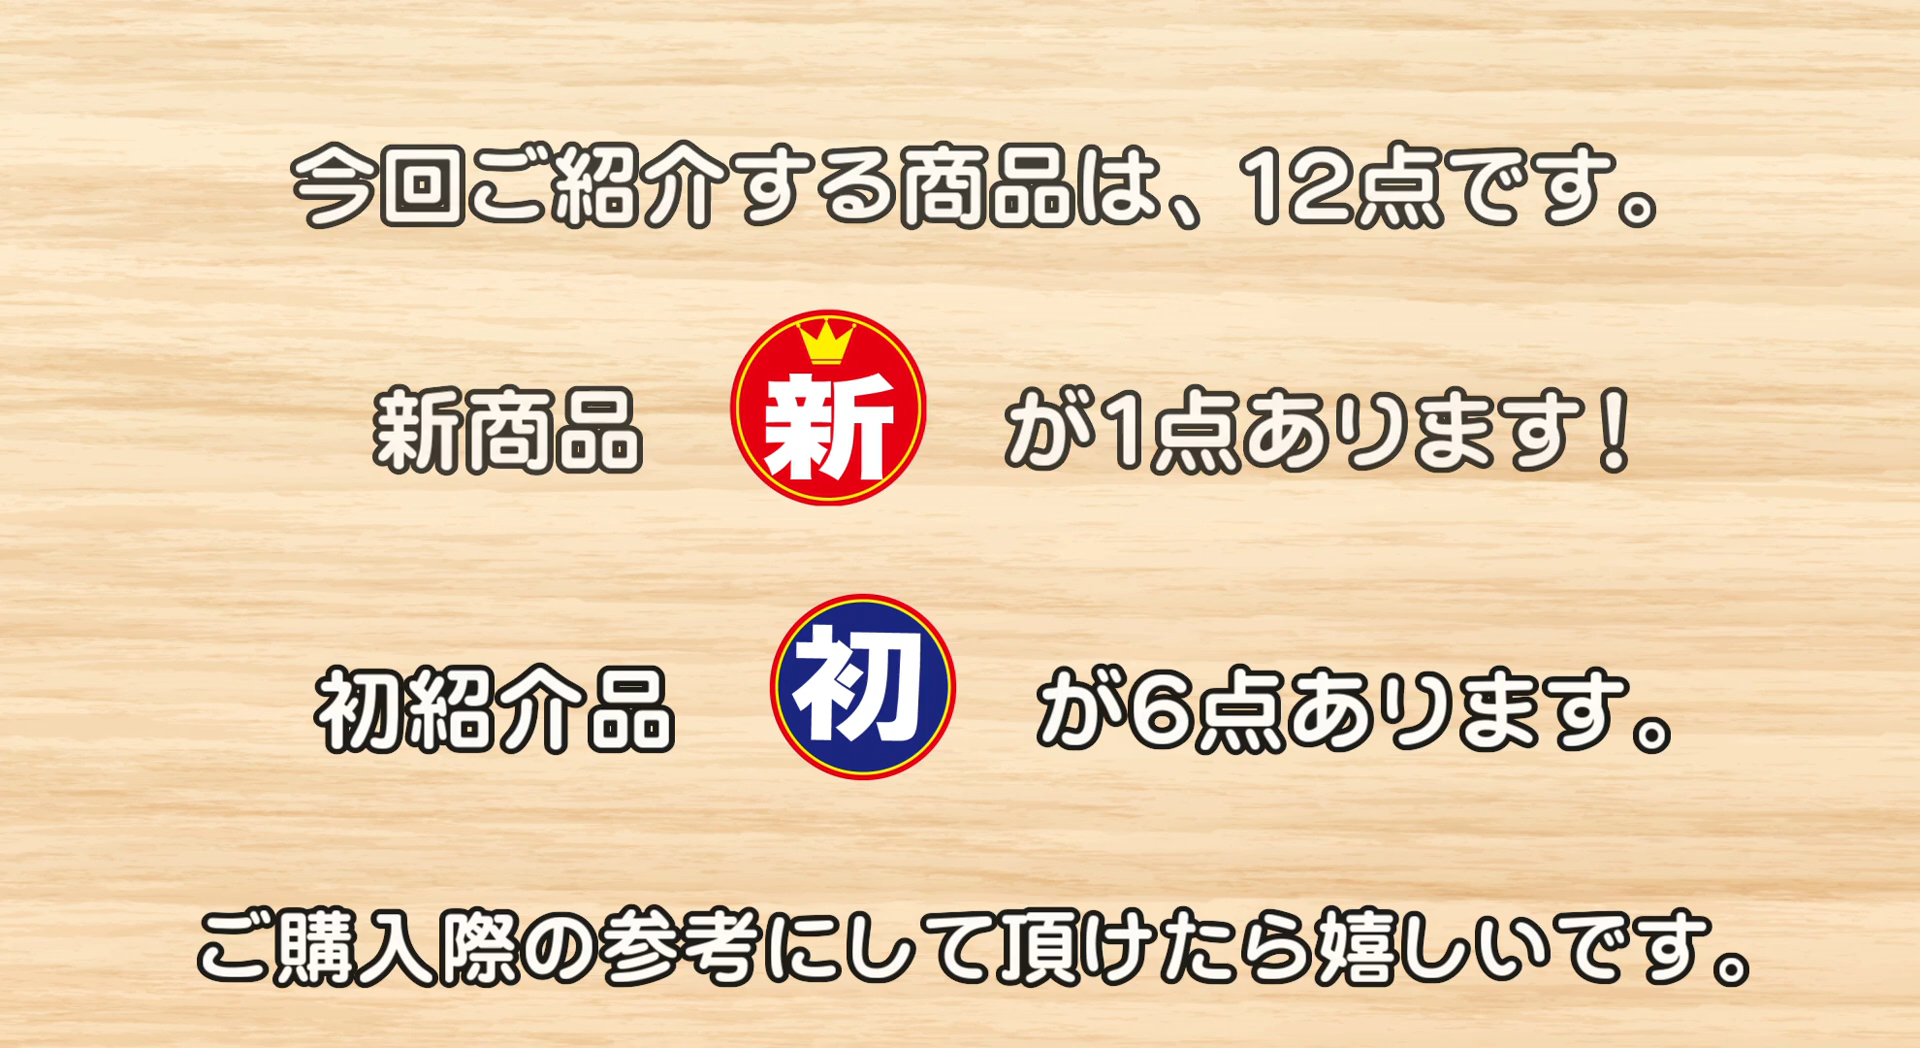 今回ご紹介する商品は、12点です。
新商品 新 が1点あります！
初紹介品 初 が6点あります。
ご購入際の参考にして頂けたら嬉しいです。